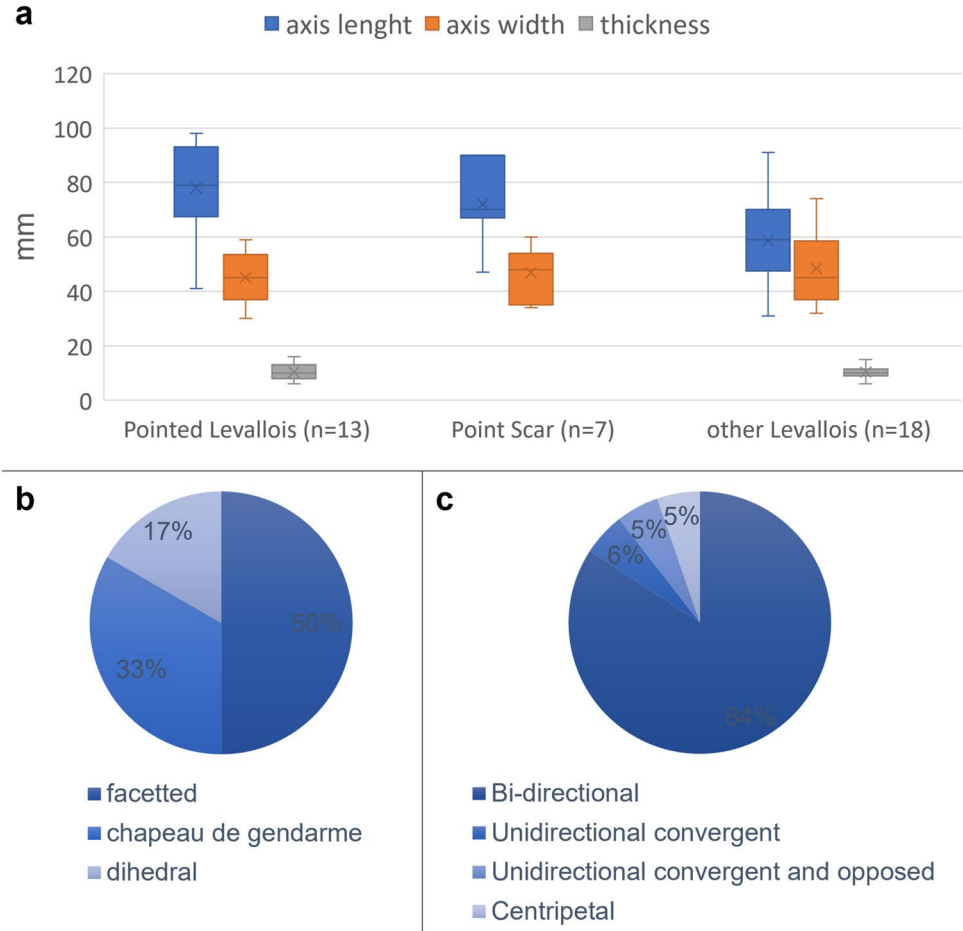 a
axis lenght axis width thickness
120
100
80
60
40
20
0
mm
Pointed Levallois (n=13) Point Scar (n=7) other Levallois (n=18)
b
17%
50%
33%
facetted
chapeau de gendarme
dihedral
c
5%
5%
6%
84%
Bi-directional
Unidirectional convergent
Unidirectional convergent and opposed
Centripetal